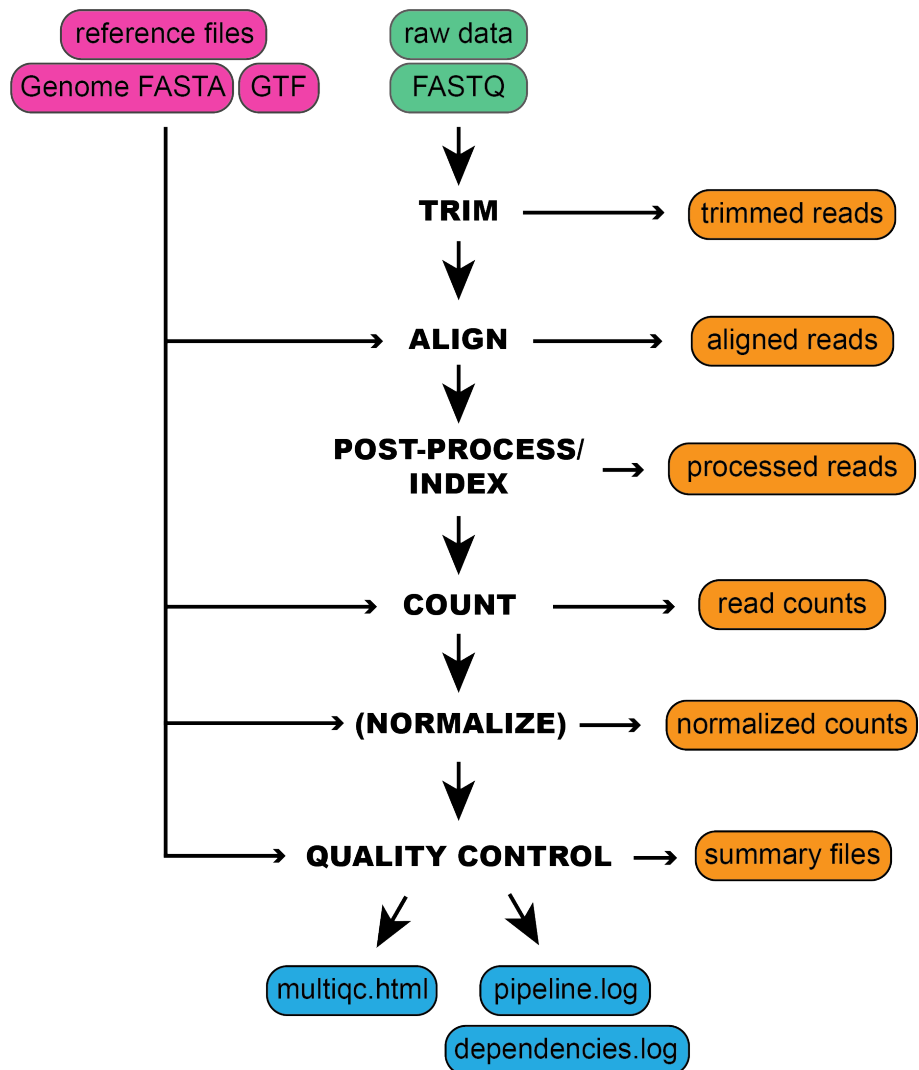 reference files
Genome FASTA
GTF
raw data
FASTQ
TRIM
trimmed reads
ALIGN
aligned reads
POST-PROCESS/
INDEX
processed reads
COUNT
read counts
(NORMALIZE)
normalized counts
QUALITY CONTROL
summary files
multiqc.html
pipeline.log
dependencies.log